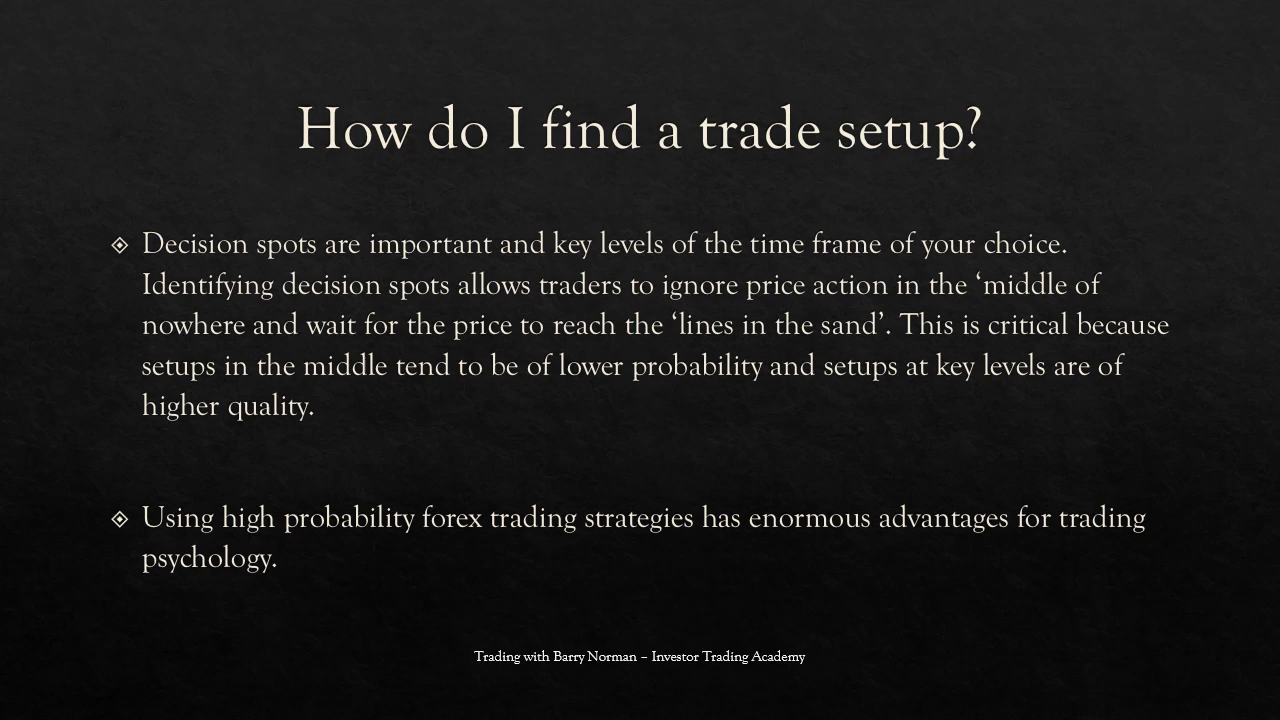 How do I find a trade setup?
Decision spots are important and key levels of the time frame of your choice.
Identifying decision spots allows traders to ignore price action in the ‘middle of
nowhere and wait for the price to reach the ‘lines in the sand’. This is critical because
setups in the middle tend to be of lower probability and setups at key levels are of
higher quality.
Using high probability forex trading strategies has enormous advantages for trading
psychology.
Trading with Barry Norman – Investor Trading Academy